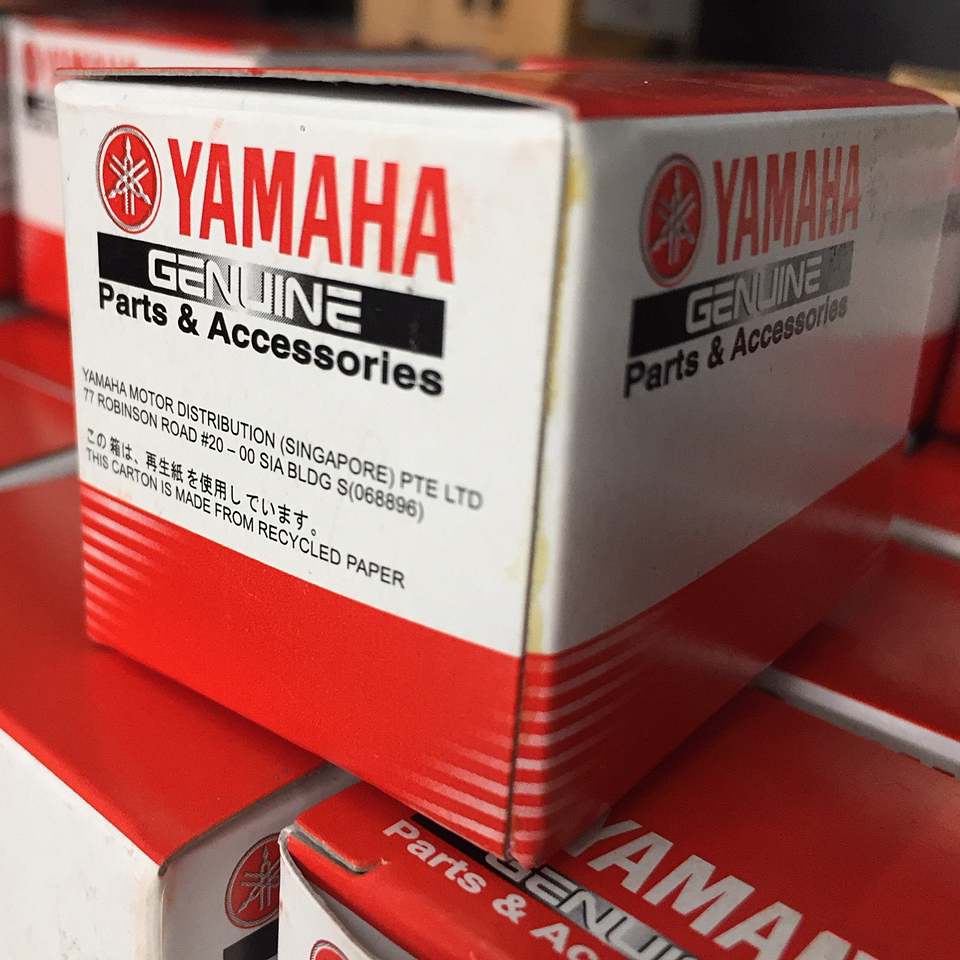 YAMAHA
GENUINE
Parts & Accessories
YAMAHA MOTOR DISTRIBUTION (SINGAPORE) PTE LTD
77 ROBINSON ROAD #20 – 00 SIA BLDG S(068896)
この箱は、再生紙を使用しています。
THIS CARTON IS MADE FROM RECYCLED PAPER
YAMAHA
GENUINE
Parts & Accessories
YAMAHA
Parts &